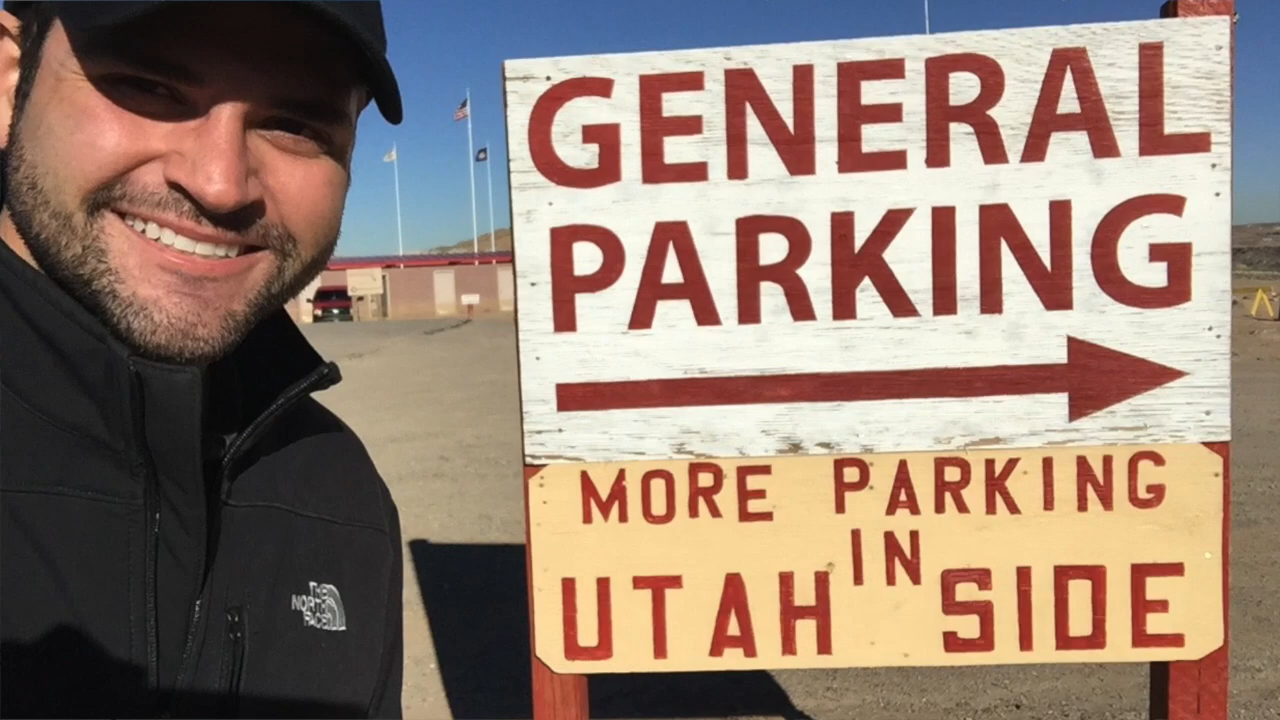 GENERAL
PARKING
MORE PARKING
IN
UTAH SIDE
THE
NORTH
FACE